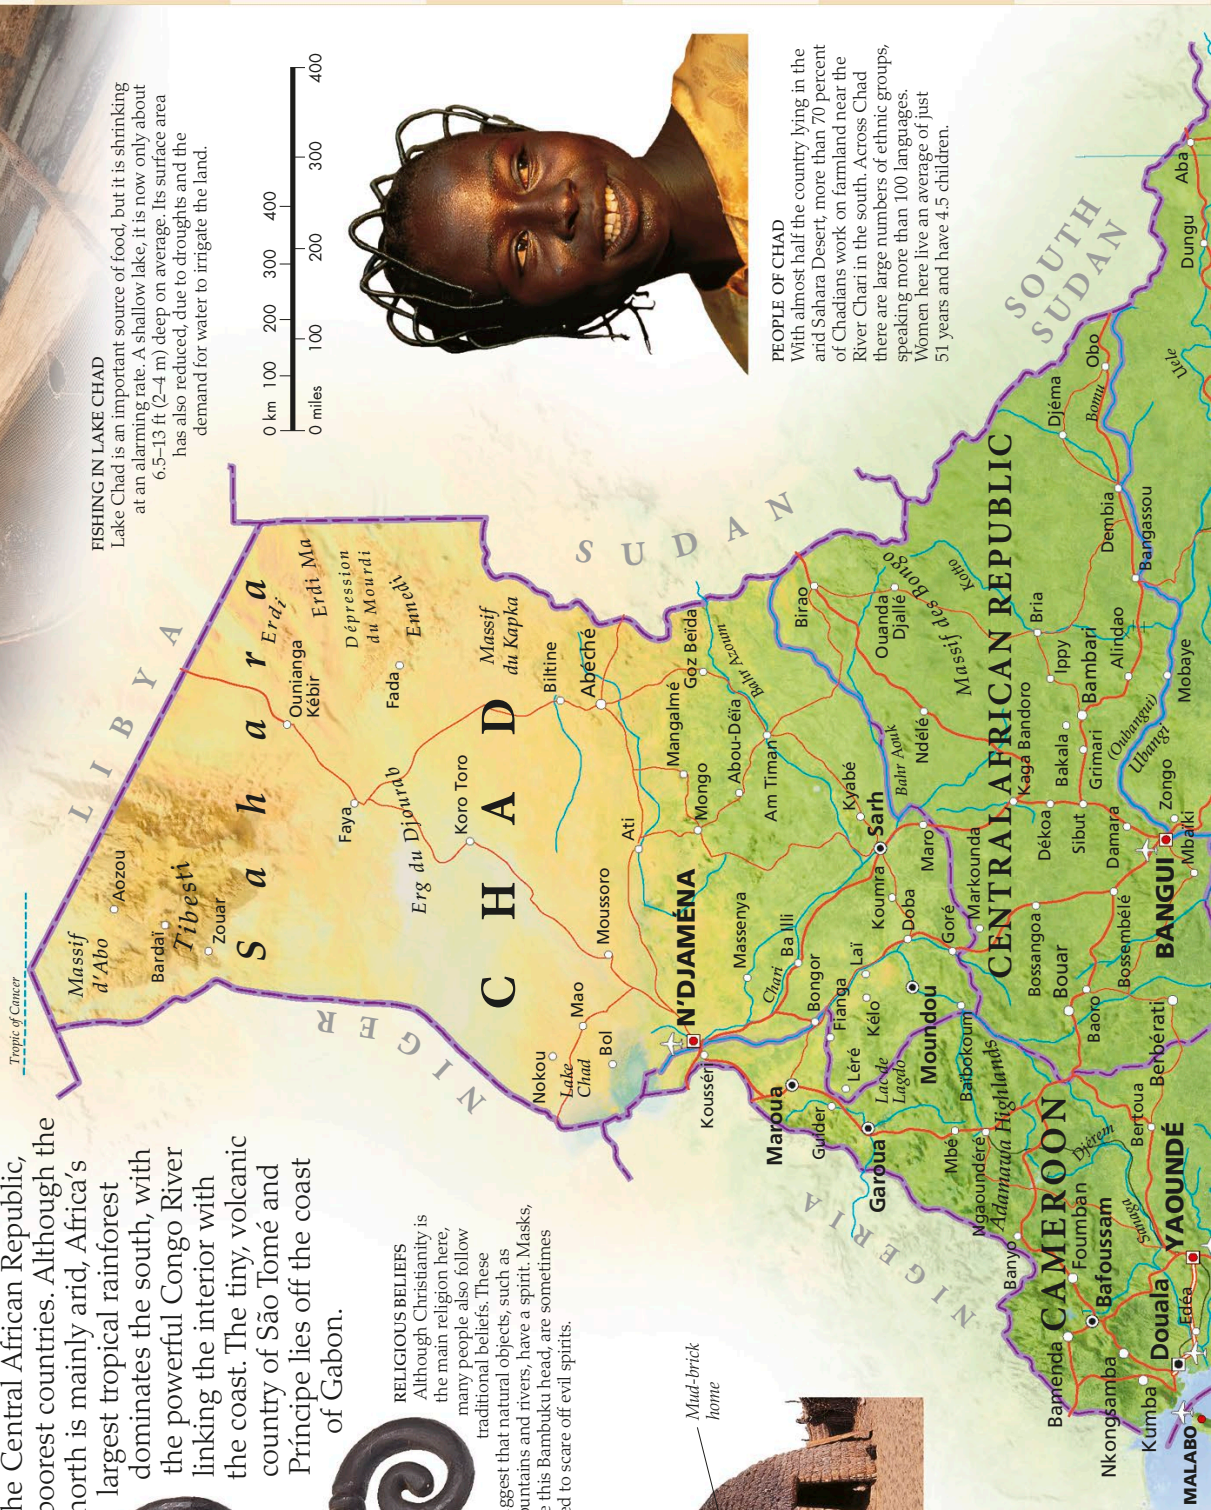 he Central African Republic,
poorest countries. Although the
north is mainly arid, Africa's
largest tropical rainforest
dominates the south, with
the powerful Congo River
linking the interior with
the coast. The tiny, volcanic
country of São Tomé and
Príncipe lies off the coast
of Gabon.
RELIGIOUS BELIEFS
Although Christianity is
the main religion here,
many people also follow
traditional beliefs. These
ggest that natural objects, such as
untains and rivers, have a spirit. Masks,
e this Bambuku head, are sometimes
ed to scare off evil spirits.
Mud-brick
home
FISHING IN LAKE CHAD
Lake Chad is an important source of food, but it is shrinking
at an alarming rate. A shallow lake, it is now only about
6.5–13 ft (2–4 m) deep on average. Its surface area
has also reduced, due to droughts and the
demand for water to irrigate the land.
0 km 100 200 300 400
0 miles 100 200 300 400
PEOPLE OF CHAD
With almost half the country lying in the
arid Sahara Desert, more than 70 percent
of Chadians work on farmland near the
River Chari in the south. Across Chad
there are large numbers of ethnic groups,
speaking more than 100 languages.
Women here live an average of just
51 years and have 4.5 children.
Tropic of Cancer
LIBYA
NIGER
SUDAN
NIGERIA
SOUTH
SUDAN
Massif
d'Abo
Aozou
Bardaï
Tibesti
Zouar
Sahara
Erdi
Erdi Ma
Ounianga
Kébir
Dépression
du Mourdi
Fada
Ennedi
Faya
Erg du Djourab
Koro Toro
CHAD
Massif
du Kapka
Biltine
Abéché
Nokou
Lake
Chad
Mao
Bol
Moussoro
Ati
N'DJAMÉNA
Kousséri
Mangalmé
Goz Beïda
Mongo
Bahr Azoum
Abou-Déïa
Am Timan
Massenya
Chari
Ba Illi
Bongor
Maroua
Guider
Fianga
Laï
Léré
Kélo
Lac de
Lagdo
Garoua
Kyabé
Sarh
Koumra
Doba
Moundou
Bahr Aouk
Maro
Goré
Markounda
Baïbokoum
Birao
Ouanda
Djallé
Massif des Bongo
Kotto
Ndélé
CENTRAL AFRICAN REPUBLIC
Kaga Bandoro
Bria
Ippy
Bakala
Bambari
Grimari
Dékoa
Sibut
Damara
Alindao
(Oubangui)
Ubangi
Mobaye
Zongo
BANGUI
Mbaïki
Bossangoa
Bouar
Bossembélé
Baoro
Berbérati
Djéma
Obo
Bomu
Dembia
Bangassou
Uele
Dungu
Aba
Mbé
Ngaoundéré
Adamawa Highlands
Banyo
CAMEROON
Djérem
Bertoua
Foumban
Sanaga
Bafoussam
YAOUNDÉ
Bamenda
Nkongsamba
Kumba
Douala
Edéa
MALABO